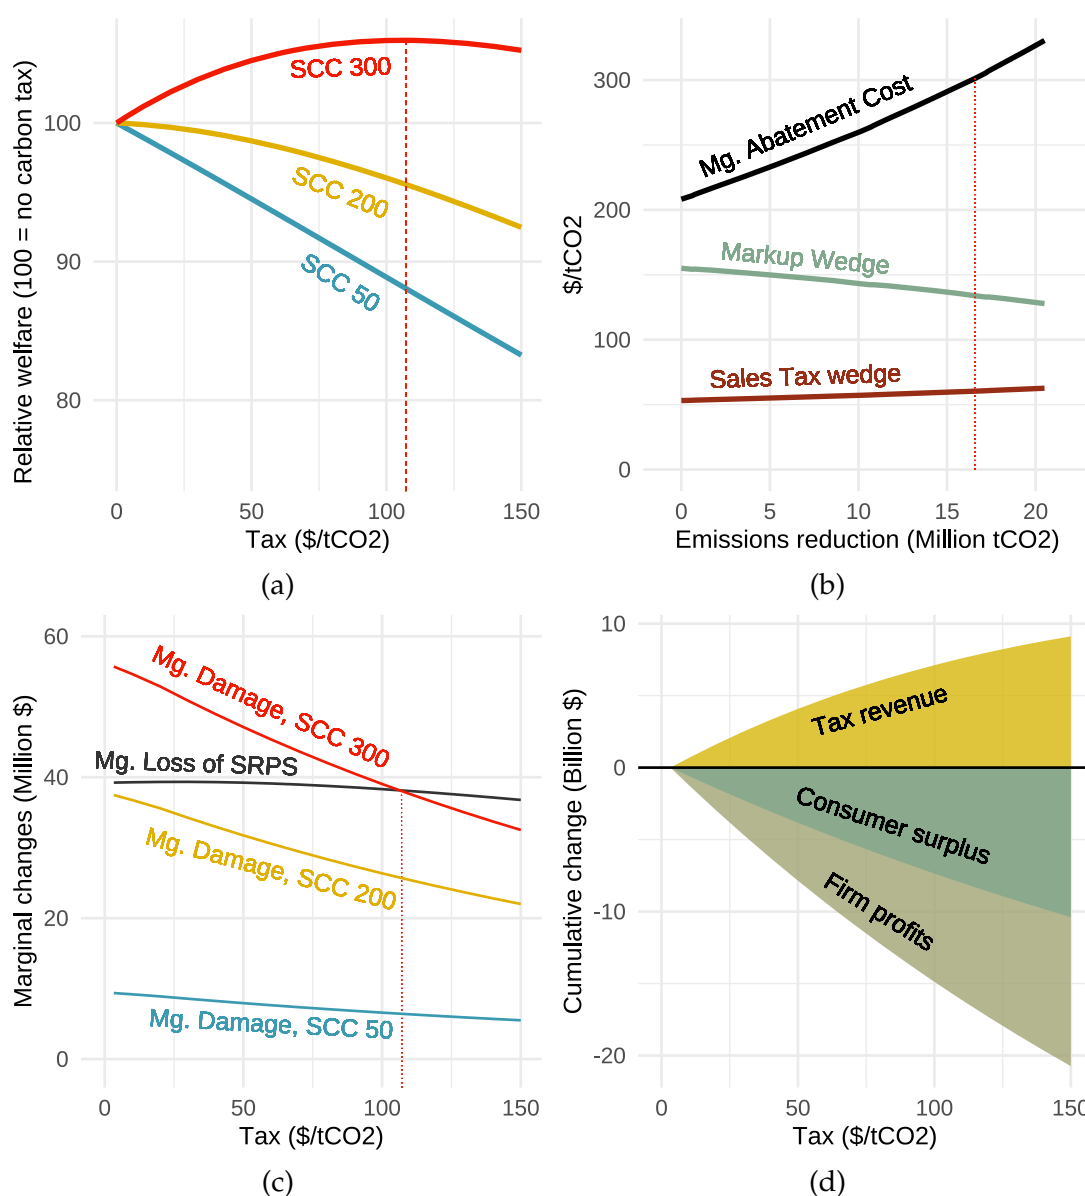 Relative welfare (100 = no carbon tax)
100
90
80
SCC 300
SCC 200
SCC 50
0
50
100
150
Tax ($/tCO2)
(a)
$/tCO2
300
200
100
0
Mg. Abatement Cost
Markup Wedge
Sales Tax wedge
0
5
10
15
20
Emissions reduction (Million tCO2)
(b)
Marginal changes (Million $)
60
40
20
0
Mg. Damage, SCC 300
Mg. Loss of SRPS
Mg. Damage, SCC 200
Mg. Damage, SCC 50
0
50
100
150
Tax ($/tCO2)
(c)
Cumulative change (Billion $)
10
0
-10
-20
Tax revenue
Consumer surplus
Firm profits
0
50
100
150
Tax ($/tCO2)
(d)